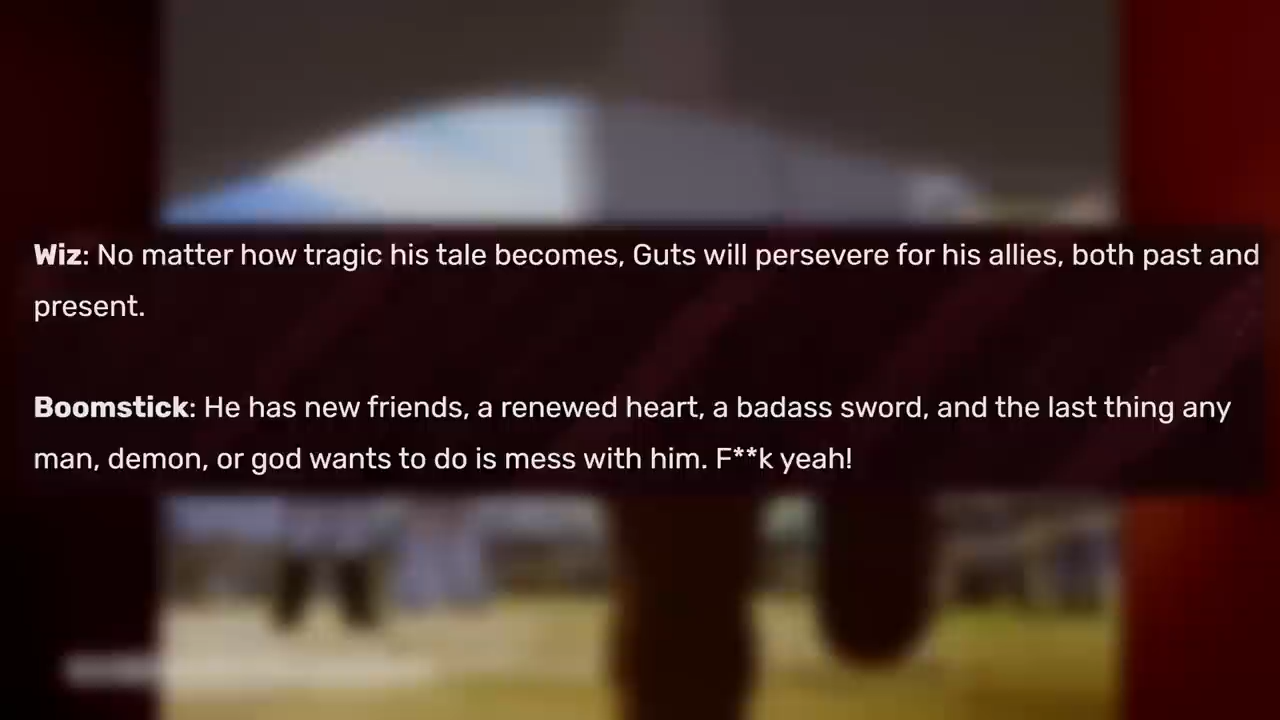 Wiz: No matter how tragic his tale becomes, Guts will persevere for his allies, both past and
present.
Boomstick: He has new friends, a renewed heart, a badass sword, and the last thing any
man, demon, or god wants to do is mess with him. F**k yeah!